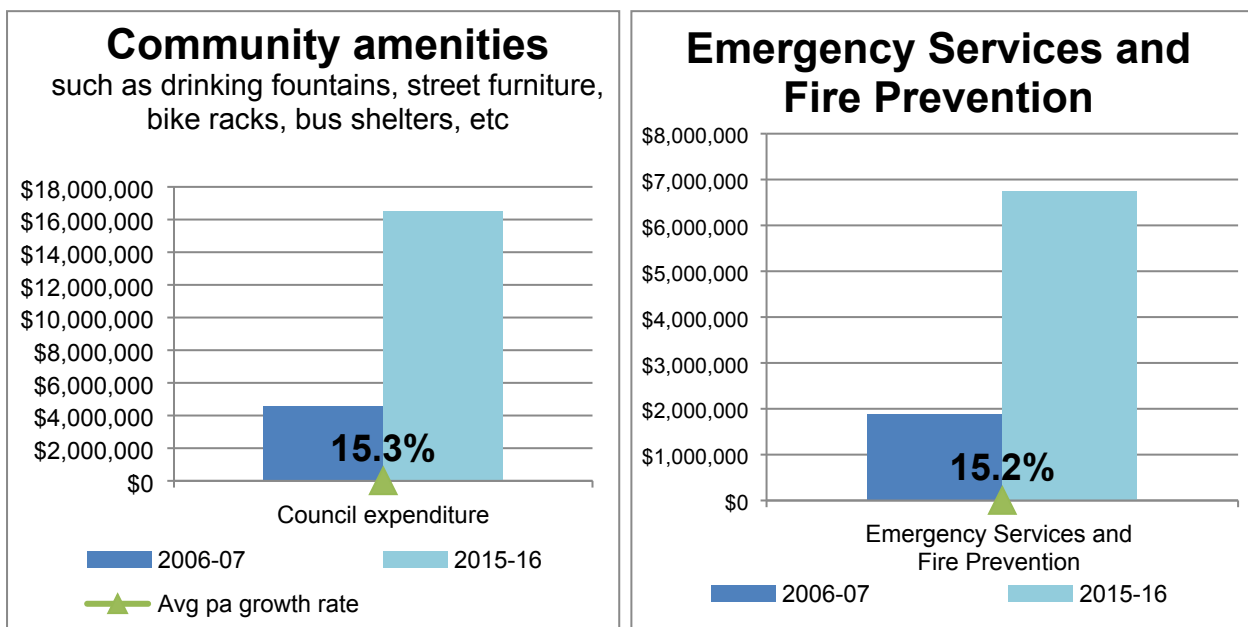 Community amenities
such as drinking fountains, street furniture,
bike racks, bus shelters, etc
$18,000,000
$16,000,000
$14,000,000
$12,000,000
$10,000,000
$8,000,000
$6,000,000
$4,000,000
$2,000,000
$0
15.3%
Council expenditure
2006-07
2015-16
Avg pa growth rate
Emergency Services and
Fire Prevention
$8,000,000
$7,000,000
$6,000,000
$5,000,000
$4,000,000
$3,000,000
$2,000,000
$1,000,000
$0
15.2%
Emergency Services and
Fire Prevention
2006-07
2015-16